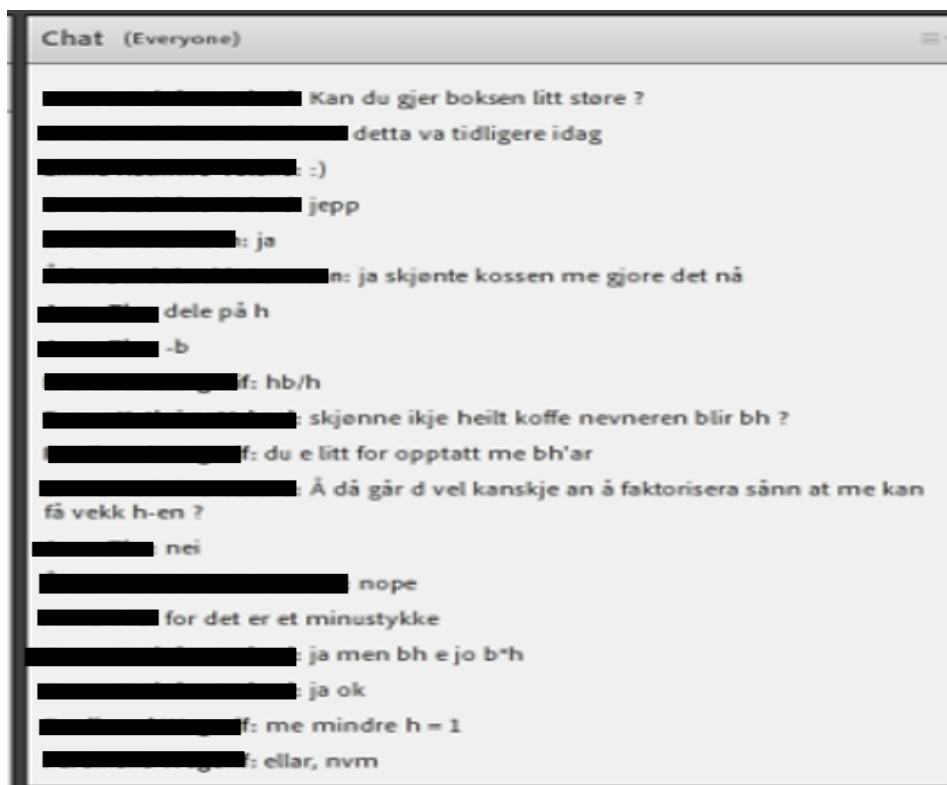 Chat (Everyone)
Kan du gjer boksen litt støre ?
detta va tidligere idag
: :)
jepp
: ja
n: ja skjønte kossen me gjore det nå
dele på h
-b
if: hb/h
: skjønne ikje heilt koffe nevneren blir bh ?
f: du e litt for opptatt me bh'ar
: Å då går d vel kanskje an å faktorisera sånn at me kan
få vekk h-en ?
: nei
: nope
for det er et minustykke
: ja men bh e jo b*h
: ja ok
f: me mindre h = 1
f: ellar, nvm